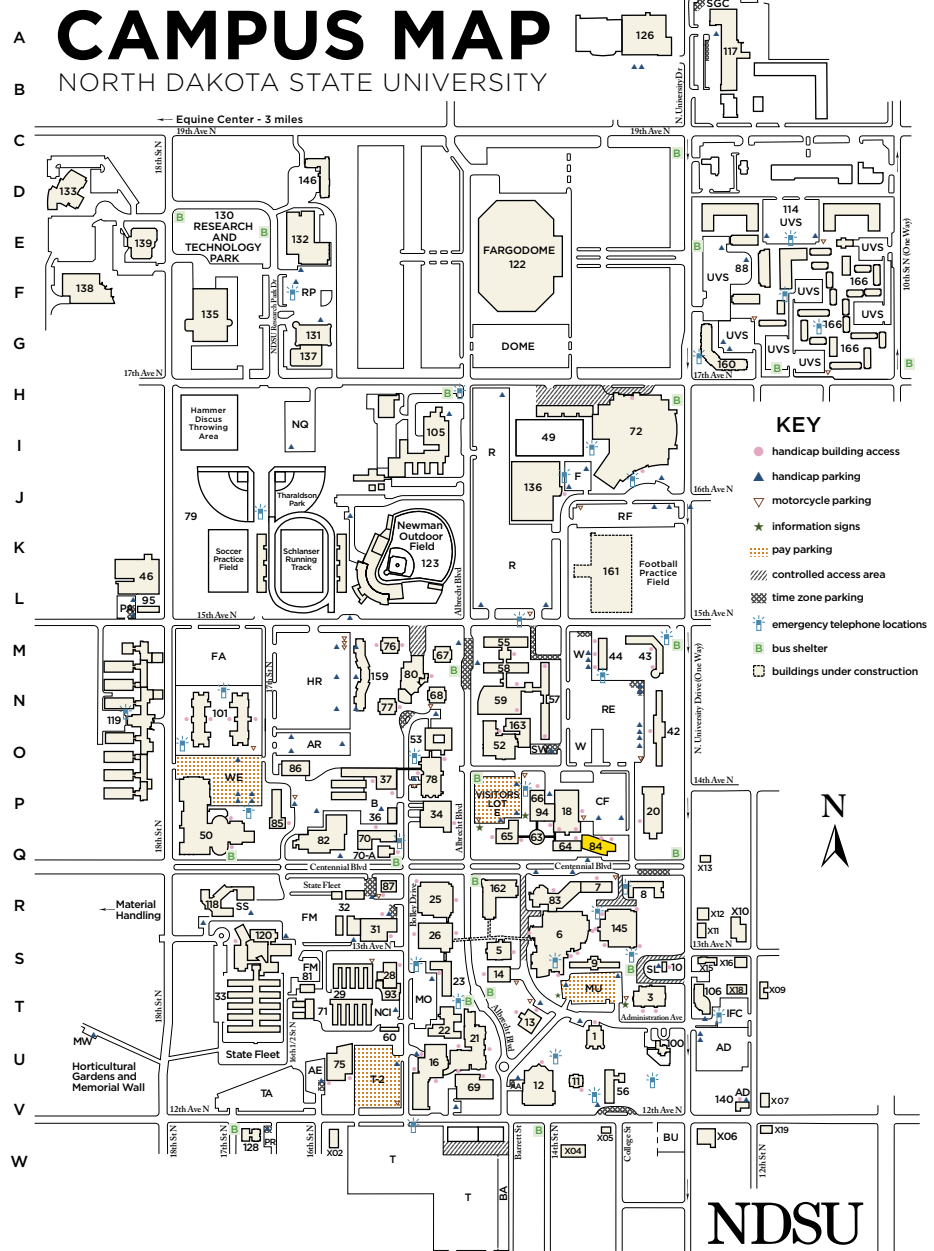 CAMPUS MAP
NORTH DAKOTA STATE UNIVERSITY
A
B
C
D
E
F
G
H
I
J
K
L
M
N
O
P
Q
R
S
T
U
V
W
SGC
126
117
N. University Dr
Equine Center - 3 miles
19th Ave N
19th Ave N
18th St N
B
133
146
130
RESEARCH
AND
TECHNOLOGY
PARK
B
B
132
139
138
135
RP
NDSU Research Park Dr
131
137
FARGODOME
122
DOME
114
UVS
B
UVS
88
UVS
UVS
166
UVS
166
UVS
UVS
UVS
166
160
B
B
10th St N (One Way)
17th Ave N
17th Ave N
Hammer
Discus
Throwing
Area
NQ
B
105
R
49
72
B
136
F
16th Ave N
79
Tharaldson
Park
RF
Soccer
Practice
Field
Schlanser
Running
Track
Newman
Outdoor
Field
123
R
161
Football
Practice
Field
46
95
PA
15th Ave N
Albrecht Blvd
15th Ave N
KEY
handicap building access
handicap parking
motorcycle parking
information signs
pay parking
controlled access area
time zone parking
emergency telephone locations
B bus shelter
buildings under construction
FA
HR
17th St N
76
159
80
67
B
68
77
55
58
59
57
163
52
SW
W
44
43
B
RE
W
42
N. University Drive (One Way)
119
101
AR
53
WE
86
37
78
14th Ave N
B
VISITORS
LOT
E
66
94
18
CF
20
B
36
34
Albrecht Blvd
50
85
82
70
70-A
65
63
64
84
18th St N
B
B
B
Centennial Blvd
Centennial Blvd
X13
N
Material
Handling
118
SS
State Fleet
87
32
FM
31
Bolley Drive
25
B
162
83
7
8
26
6
145
X12
X10
X11
13th Ave N
13th Ave N
120
FM
81
28
5
9
B
SL
10
X15
X16
33
29
93
23
14
MU
3
106
X18
X09
71
NCI
MO
B
B
Administration Ave
IFC
18th St N
60
22
13
Albrecht Blvd
MW
16th 1/2 St N
21
1
100
AD
Horticultural
Gardens and
Memorial Wall
State Fleet
AE
75
T-2
16
TA
69
AA
12
11
56
AD
140
X07
12th Ave N
12th Ave N
18th St N
17th St N
B
128
PR
16th St N
X02
T
T
BA
Barrett St
B
14th St N
X04
X05
College St
BU
X06
12th St N
X19
NDSU